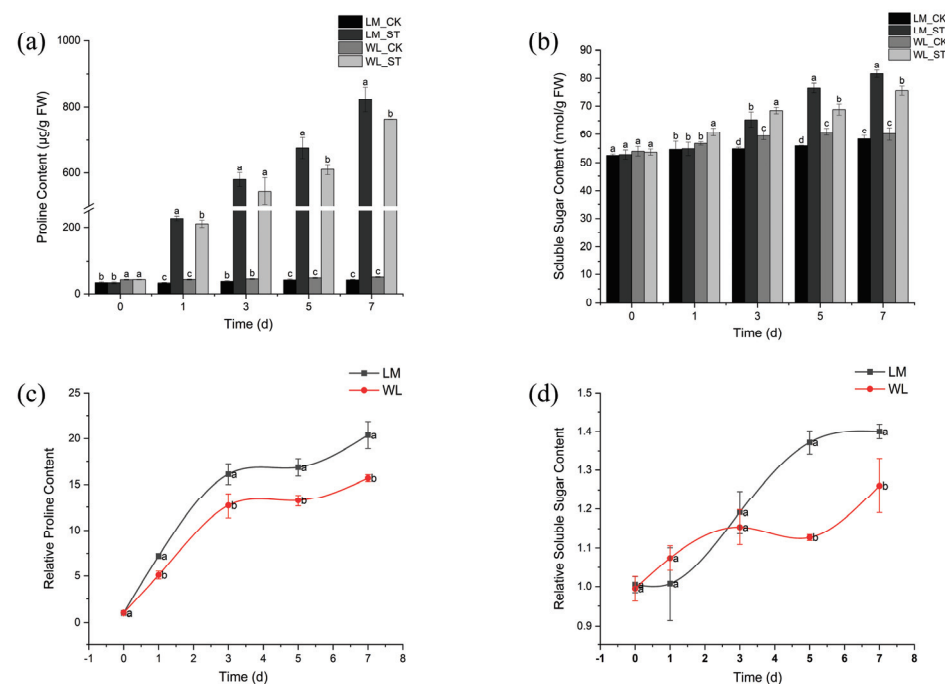 (a)
LM_CK
LM_ST
WL_CK
WL_ST
Proline Content (μg/g FW)
1000
800
600
200
0
b b a a
c a c b
b a b a
c a c b
c a c b
0 1 3 5 7
Time (d)
(b)
LM_CK
LM_ST
WL_CK
WL_ST
Soluble Sugar Content (nmol/g FW)
90
80
70
60
50
40
30
20
10
0
a a a a
b b b a
d b c a
d a c b
c a c b
0 1 3 5 7
Time (d)
(c)
LM
WL
Relative Proline Content
25
20
15
10
5
0
a
a b
a b
a b
a b
-1 0 1 2 3 4 5 6 7 8
Time (d)
(d)
LM
WL
Relative Soluble Sugar Content
1.5
1.4
1.3
1.2
1.1
1.0
0.9
a a
a a
a a
a b
a b
-1 0 1 2 3 4 5 6 7 8
Time (d)